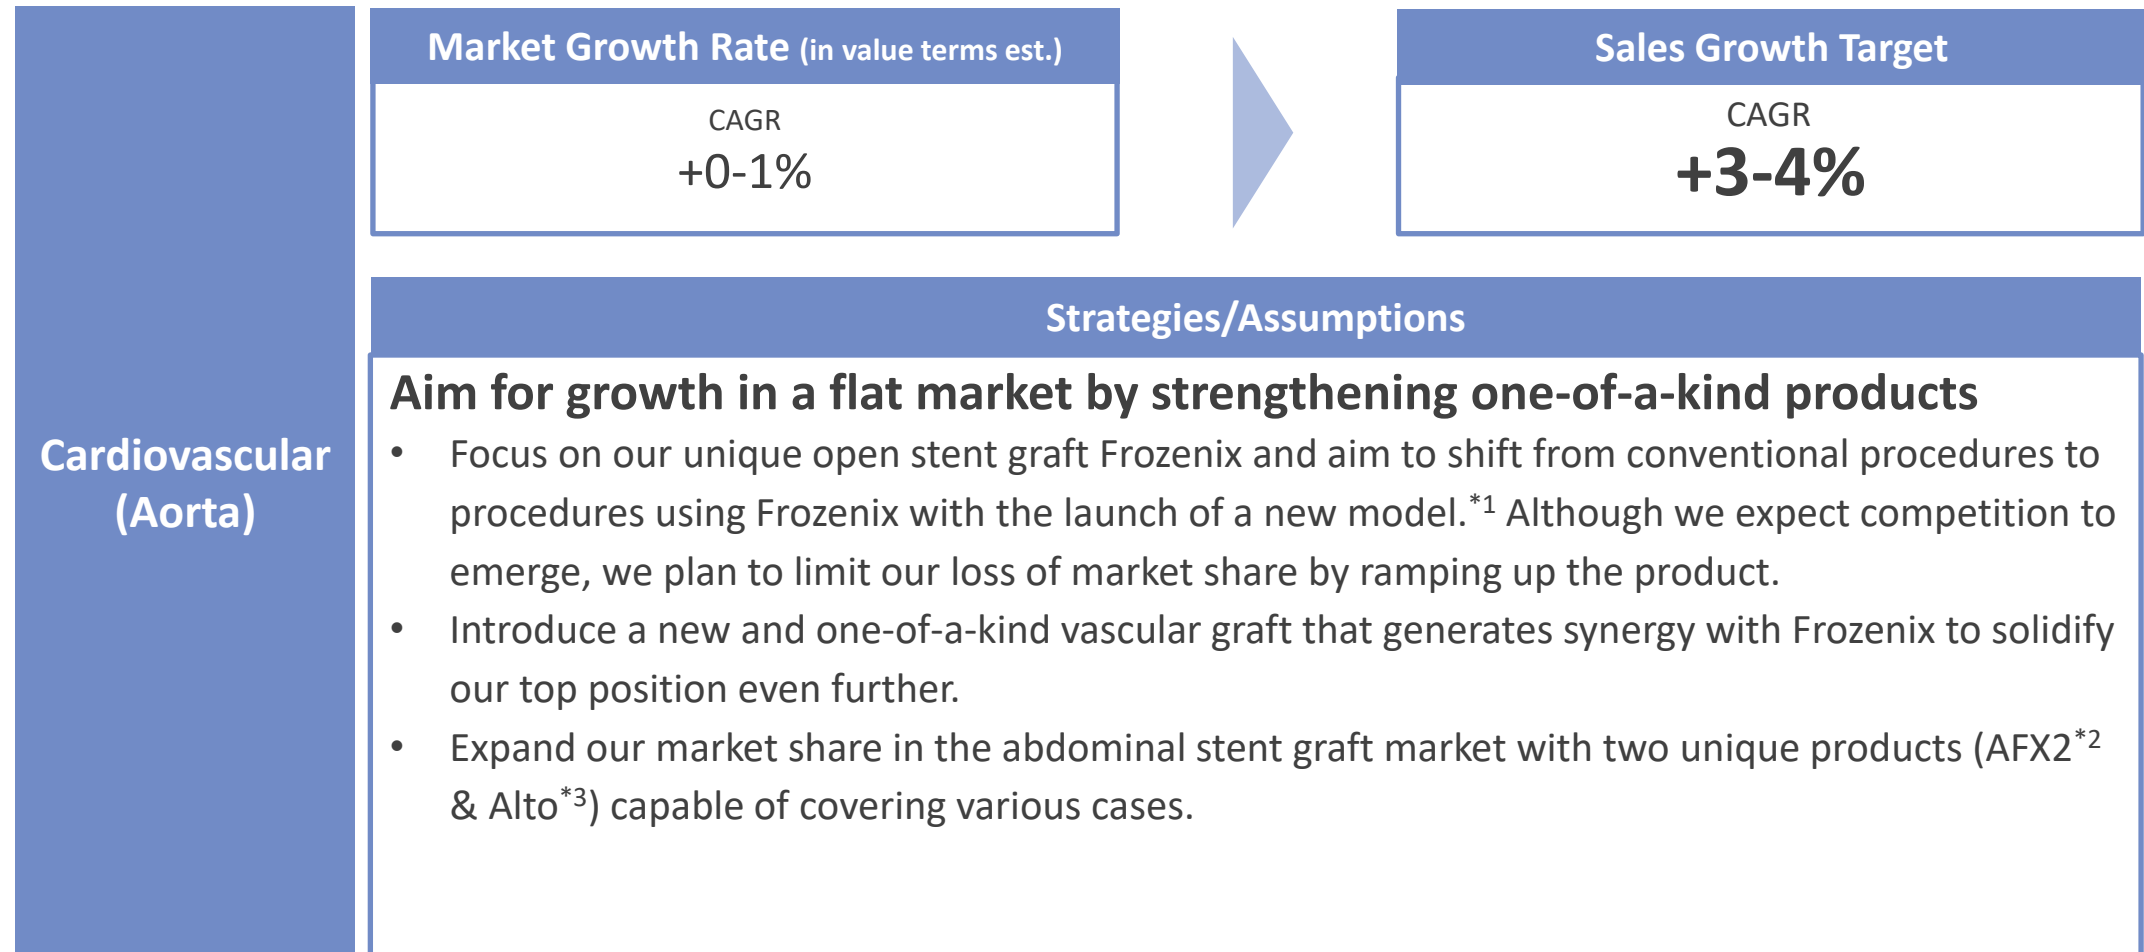 Market Growth Rate (in value terms est.)
CAGR
+0-1%
Sales Growth Target
CAGR
+3-4%
Cardiovascular
(Aorta)
Strategies/Assumptions
Aim for growth in a flat market by strengthening one-of-a-kind products
• Focus on our unique open stent graft Frozenix and aim to shift from conventional procedures to
procedures using Frozenix with the launch of a new model.*1 Although we expect competition to
emerge, we plan to limit our loss of market share by ramping up the product.
• Introduce a new and one-of-a-kind vascular graft that generates synergy with Frozenix to solidify
our top position even further.
• Expand our market share in the abdominal stent graft market with two unique products (AFX2*2
& Alto*3) capable of covering various cases.